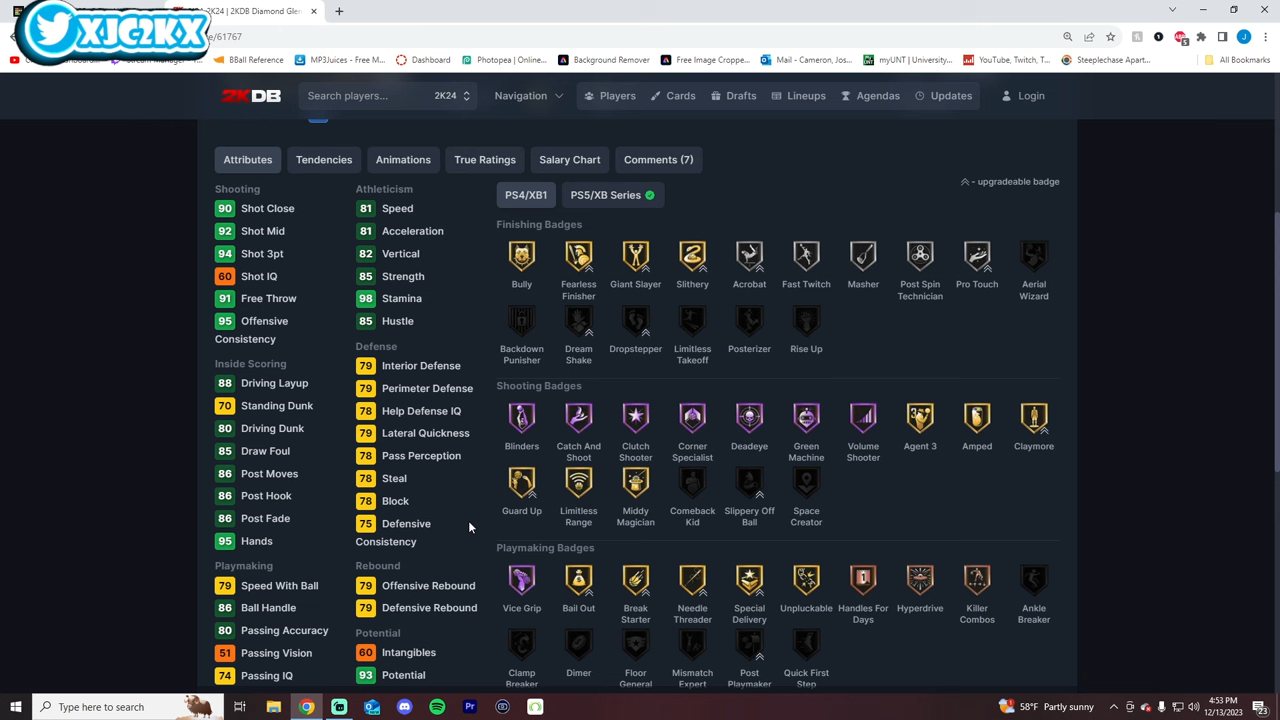 XJC2KX
2K24 | 2KDB Diamond Glen
e/61767
BBall Reference
MP3Juices - Free M...
Dashboard
Photopea | Online...
Background Remover
Free Image Croppe...
Mail - Cameron, Jos...
myUNT | University...
YouTube, Twitch, T...
Steeplechase Apart...
All Bookmarks
2KDB
Search players...
2K24
Navigation
Players
Cards
Drafts
Lineups
Agendas
Updates
Login
Attributes
Tendencies
Animations
True Ratings
Salary Chart
Comments (7)
Shooting
90 Shot Close
92 Shot Mid
94 Shot 3pt
60 Shot IQ
91 Free Throw
95 Offensive
Consistency
Inside Scoring
88 Driving Layup
70 Standing Dunk
80 Driving Dunk
85 Draw Foul
86 Post Moves
86 Post Hook
86 Post Fade
95 Hands
Playmaking
79 Speed With Ball
86 Ball Handle
80 Passing Accuracy
51 Passing Vision
74 Passing IQ
Athleticism
81 Speed
81 Acceleration
82 Vertical
85 Strength
98 Stamina
85 Hustle
Defense
79 Interior Defense
79 Perimeter Defense
78 Help Defense IQ
79 Lateral Quickness
78 Pass Perception
78 Steal
78 Block
75 Defensive
Consistency
Rebound
79 Offensive Rebound
79 Defensive Rebound
Potential
60 Intangibles
93 Potential
- upgradeable badge
PS4/XB1
PS5/XB Series
Finishing Badges
Bully
Fearless
Finisher
Giant Slayer
Slithery
Acrobat
Fast Twitch
Masher
Post Spin
Technician
Pro Touch
Aerial
Wizard
Backdown
Punisher
Dream
Shake
Dropstepper
Limitless
Takeoff
Posterizer
Rise Up
Shooting Badges
Blinders
Catch And
Shoot
Clutch
Shooter
Corner
Specialist
Deadeye
Green
Machine
Volume
Shooter
Agent 3
Amped
Claymore
Guard Up
Limitless
Range
Middy
Magician
Comeback
Kid
Slippery Off
Ball
Space
Creator
Playmaking Badges
Vice Grip
Bail Out
Break
Starter
Needle
Threader
Special
Delivery
Unpluckable
Handles For
Days
Hyperdrive
Killer
Combos
Ankle
Breaker
Clamp
Breaker
Dimer
Floor
General
Mismatch
Expert
Post
Playmaker
Quick First
Step
Type here to search
58°F Partly sunny
4:53 PM
12/13/2023